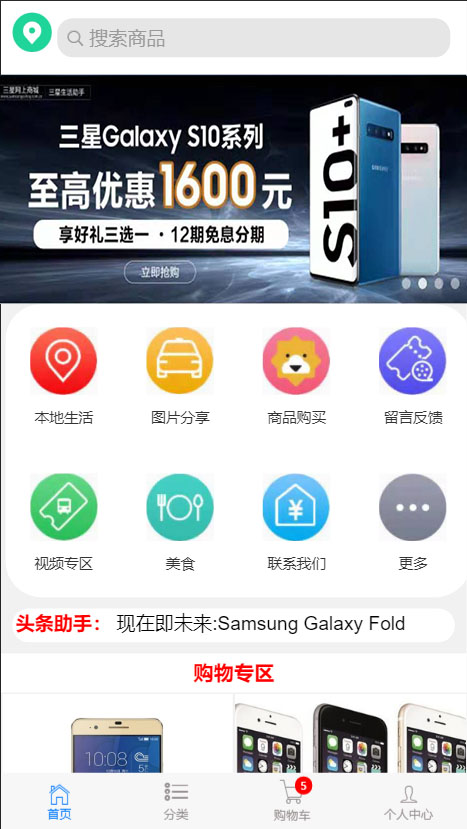 搜索商品
三星网上商城
三星生活助手
三星Galaxy S10系列
至高优惠1600元
享好礼三选一 · 12期免息分期
立即抢购
S10+
SAMSUNG
本地生活
图片分享
商品购买
留言反馈
视频专区
美食
联系我们
更多
头条助手： 现在即未来:Samsung Galaxy Fold
购物专区
10:08
5
首页
分类
购物车
个人中心